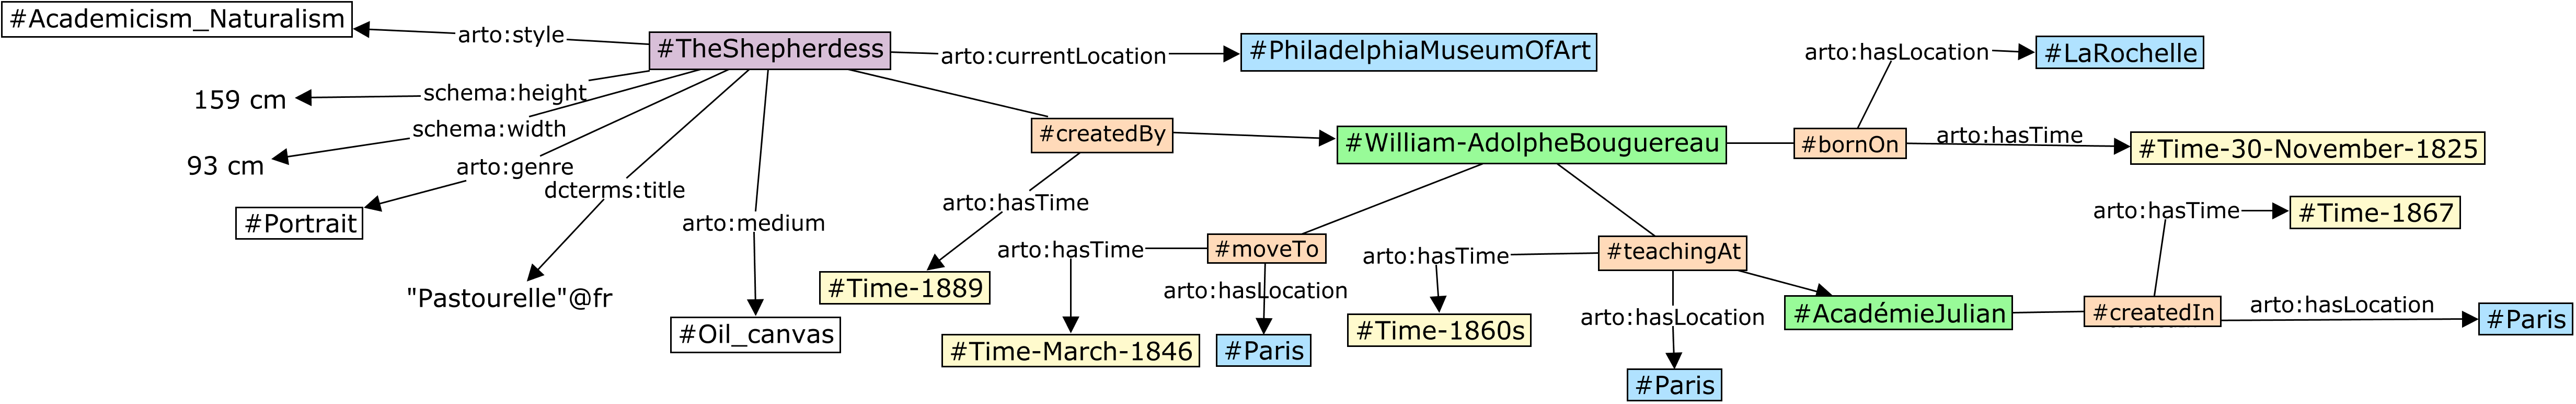 #Academicism_Naturalism
arto:style
#TheShepherdess
arto:currentLocation
#PhiladelphiaMuseumOfArt
arto:hasLocation
#LaRochelle
159 cm
schema:height
schema:width
93 cm
arto:genre
#Portrait
dcterms:title
"Pastourelle"@fr
arto:medium
#Oil_canvas
#createdBy
arto:hasTime
#Time-1889
#William-AdolpheBouguereau
#bornOn
arto:hasTime
#Time-30-November-1825
#moveTo
arto:hasTime
#Time-March-1846
arto:hasLocation
#Paris
#teachingAt
arto:hasTime
#Time-1860s
arto:hasLocation
#Paris
#AcadémieJulian
#createdIn
arto:hasTime
#Time-1867
arto:hasLocation
#Paris